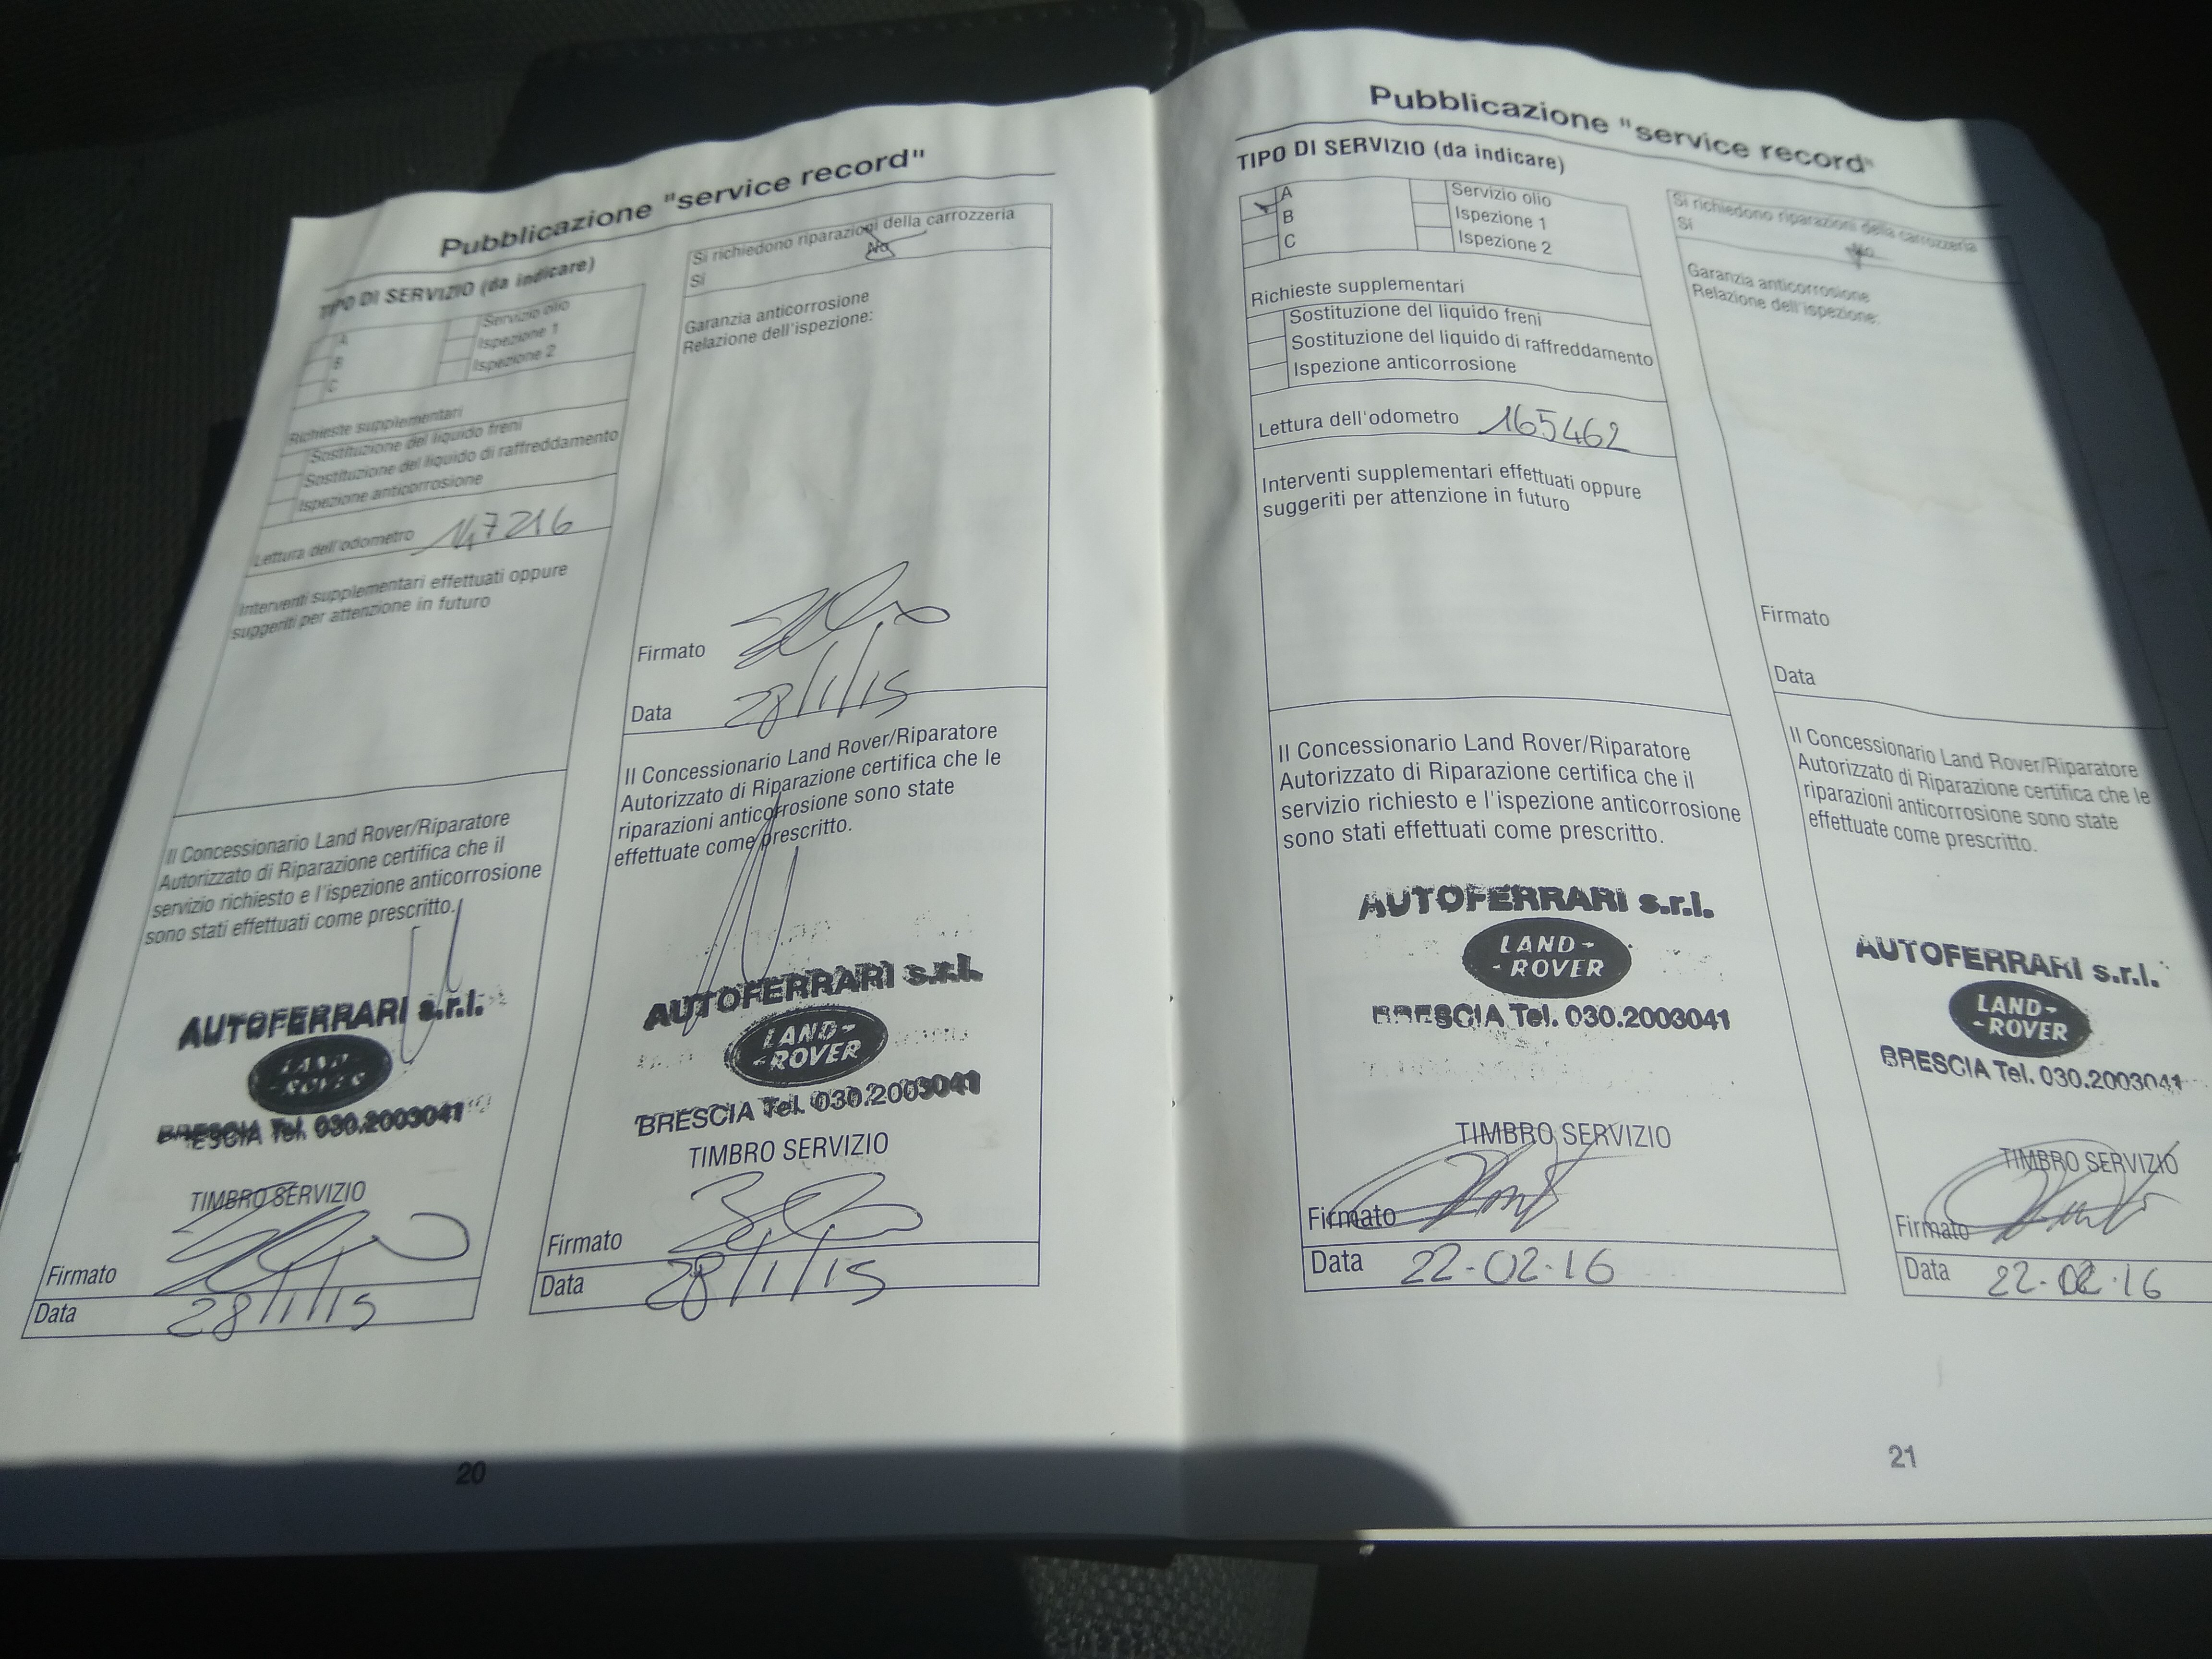 Pubblicazione "service record"
TIPO DI SERVIZIO (da indicare)
A
B
C
Servizio olio
Ispezione 1
Ispezione 2
Richieste supplementari
Sostituzione del liquido freni
Sostituzione del liquido di raffreddamento
Ispezione anticorrosione
Lettura dell'odometro 147216
Interventi supplementari effettuati oppure
suggeriti per attenzione in futuro
Il Concessionario Land Rover/Riparatore
Autorizzato di Riparazione certifica che il
servizio richiesto e l'ispezione anticorrosione
sono stati effettuati come prescritto.
AUTOFERRARI s.r.l.
LAND-
-ROVER
BRESCIA Tel. 030.2003041
TIMBRO SERVIZIO
Firmato
Data 28/1/15
Si richiedono riparazioni della carrozzeria
Si No
Garanzia anticorrosione
Relazione dell'ispezione:
Firmato
Data 28/1/15
Il Concessionario Land Rover/Riparatore
Autorizzato di Riparazione certifica che le
riparazioni anticorrosione sono state
effettuate come prescritto.
AUTOFERRARI s.r.l.
LAND-
-ROVER
BRESCIA Tel. 030.2003041
TIMBRO SERVIZIO
Firmato
Data 28/1/15
20
Pubblicazione "service record"
TIPO DI SERVIZIO (da indicare)
A
B
C
Servizio olio
Ispezione 1
Ispezione 2
Richieste supplementari
Sostituzione del liquido freni
Sostituzione del liquido di raffreddamento
Ispezione anticorrosione
Lettura dell'odometro 165462
Interventi supplementari effettuati oppure
suggeriti per attenzione in futuro
Il Concessionario Land Rover/Riparatore
Autorizzato di Riparazione certifica che il
servizio richiesto e l'ispezione anticorrosione
sono stati effettuati come prescritto.
AUTOFERRARI s.r.l.
LAND-
-ROVER
BRESCIA Tel. 030.2003041
TIMBRO SERVIZIO
Firmato
Data 22-02-16
Si richiedono riparazioni della carrozzeria
Si No
Garanzia anticorrosione
Relazione dell'ispezione:
Firmato
Data
Il Concessionario Land Rover/Riparatore
Autorizzato di Riparazione certifica che le
riparazioni anticorrosione sono state
effettuate come prescritto.
AUTOFERRARI s.r.l.
LAND-
-ROVER
BRESCIA Tel. 030.2003041
TIMBRO SERVIZIO
Firmato
Data 22-02-16
21